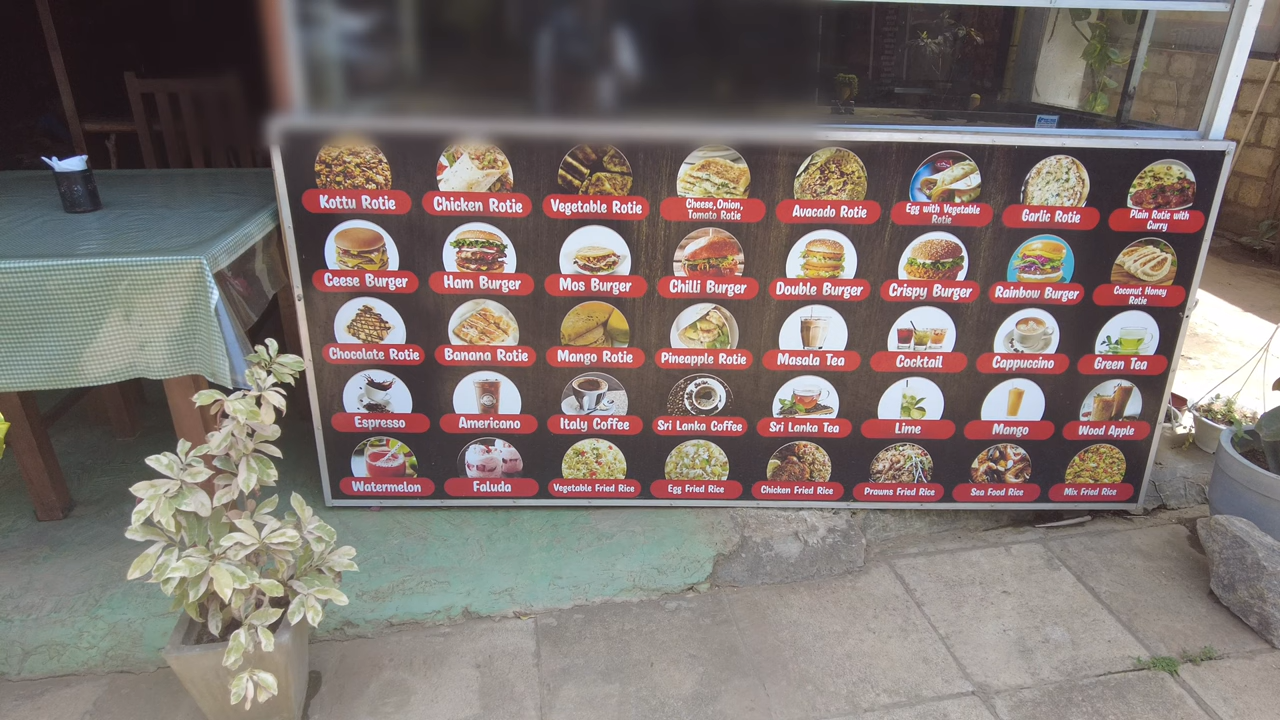 Kottu Rotie
Chicken Rotie
Vegetable Rotie
Cheese,Onion,
Tomato Rotie
Avacado Rotie
Egg with Vegetable
Rotie
Garlic Rotie
Plain Rotie with
Curry
Ceese Burger
Ham Burger
Mos Burger
Chilli Burger
Double Burger
Crispy Burger
Rainbow Burger
Coconut Honey
Rotie
Chocolate Rotie
Banana Rotie
Mango Rotie
Pineapple Rotie
Masala Tea
Cocktail
Cappuccino
Green Tea
Espresso
Americano
Italy Coffee
Sri Lanka Coffee
Sri Lanka Tea
Lime
Mango
Wood Apple
Watermelon
Faluda
Vegetable Fried Rice
Egg Fried Rice
Chicken Fried Rice
Prawns Fried Rice
Sea Food Rice
Mix Fried Rice